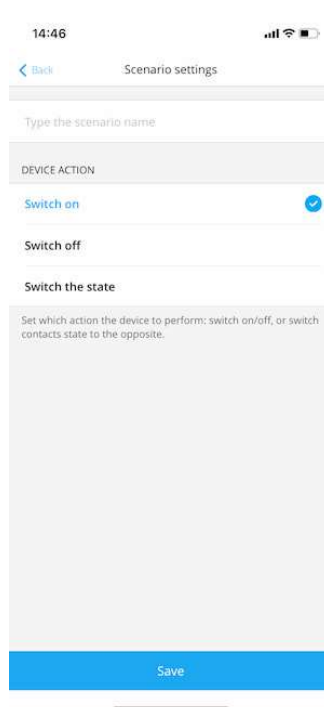 14:46
Back
Scenario settings
Type the scenario name
DEVICE ACTION
Switch on
Switch off
Switch the state
Set which action the device to perform: switch on/off, or switch
contacts state to the opposite.
Save